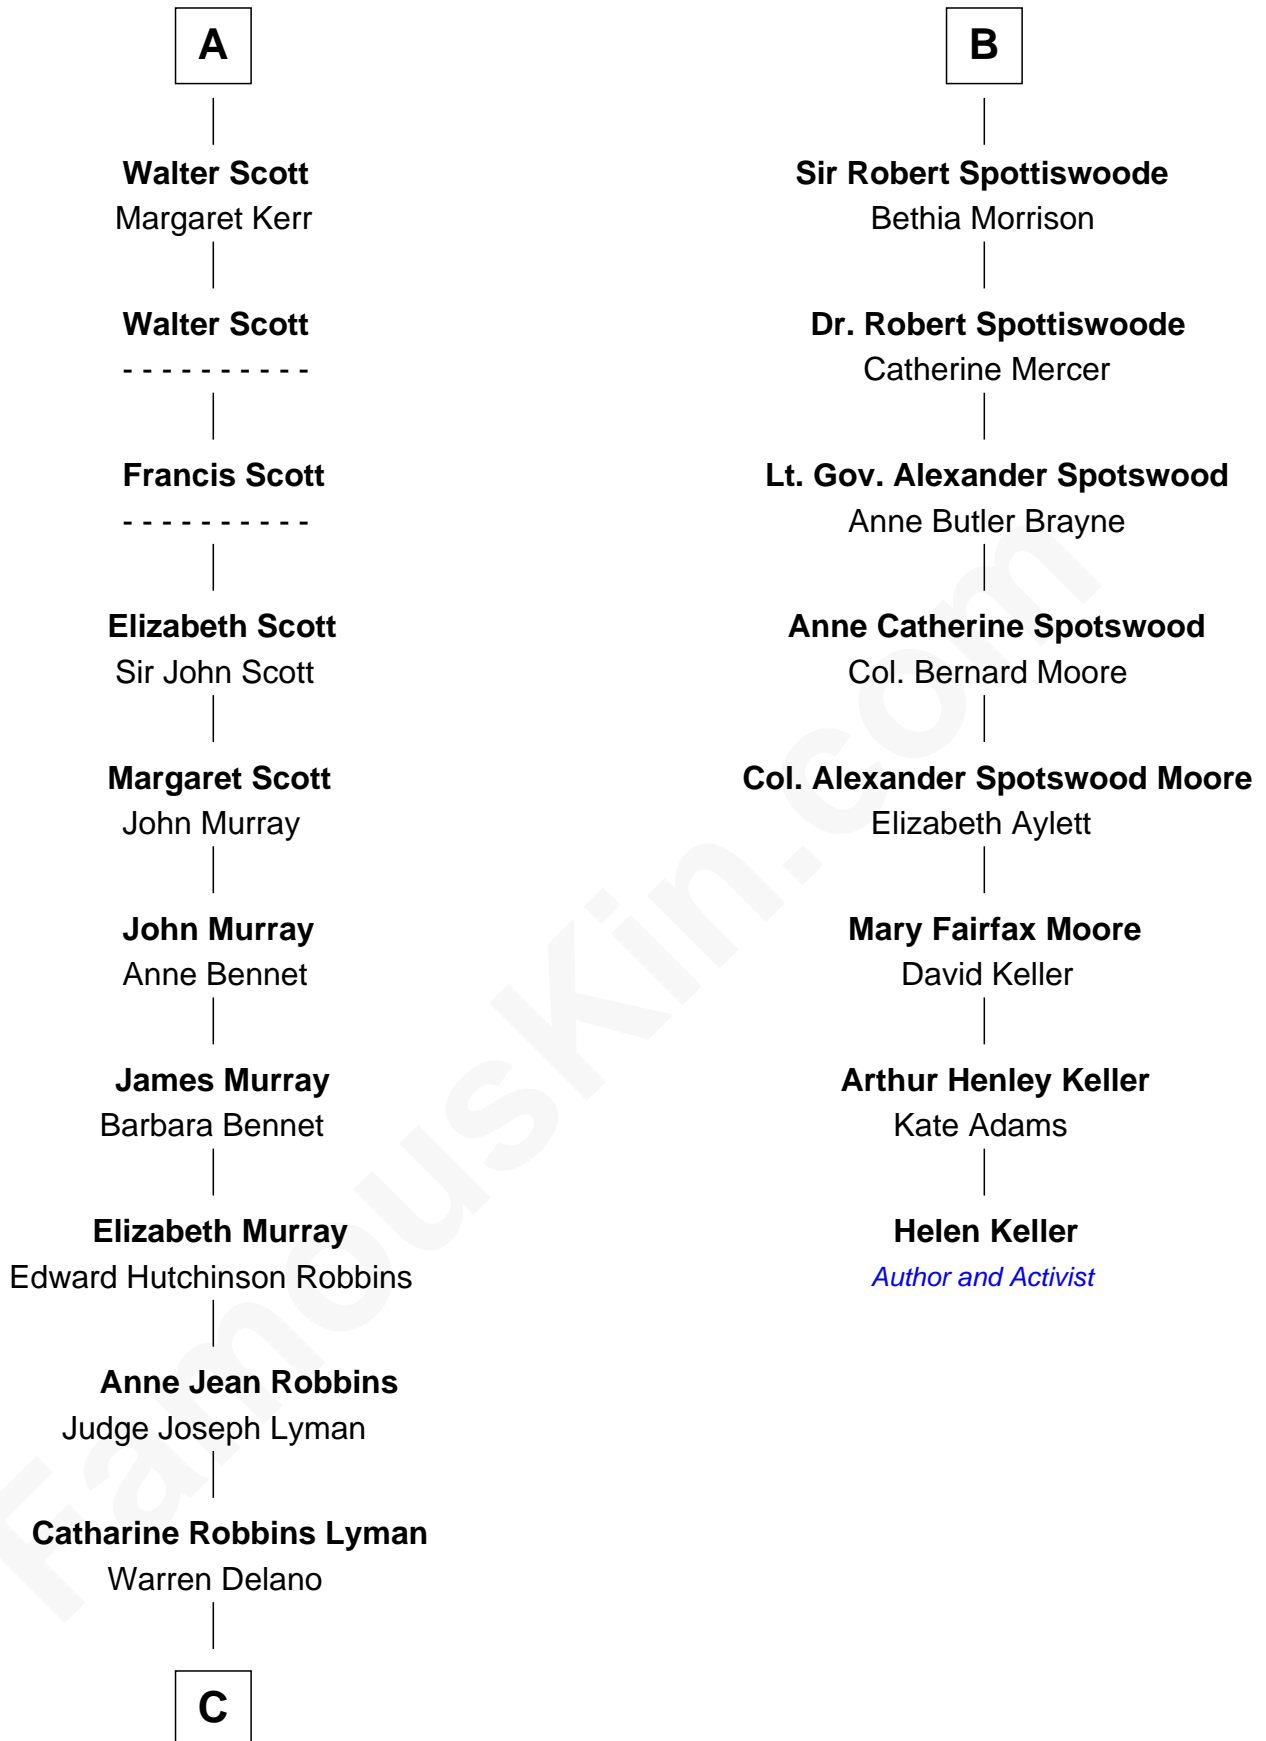 A
Walter Scott
Margaret Kerr
Walter Scott
- - - - - - - - - -
Francis Scott
- - - - - - - - - -
Elizabeth Scott
Sir John Scott
Margaret Scott
John Murray
John Murray
Anne Bennet
James Murray
Barbara Bennet
Elizabeth Murray
Edward Hutchinson Robbins
Anne Jean Robbins
Judge Joseph Lyman
Catharine Robbins Lyman
Warren Delano
C
B
Sir Robert Spottiswoode
Bethia Morrison
Dr. Robert Spottiswoode
Catherine Mercer
Lt. Gov. Alexander Spotswood
Anne Butler Brayne
Anne Catherine Spotswood
Col. Bernard Moore
Col. Alexander Spotswood Moore
Elizabeth Aylett
Mary Fairfax Moore
David Keller
Arthur Henley Keller
Kate Adams
Helen Keller
Author and Activist
FamousKin.com